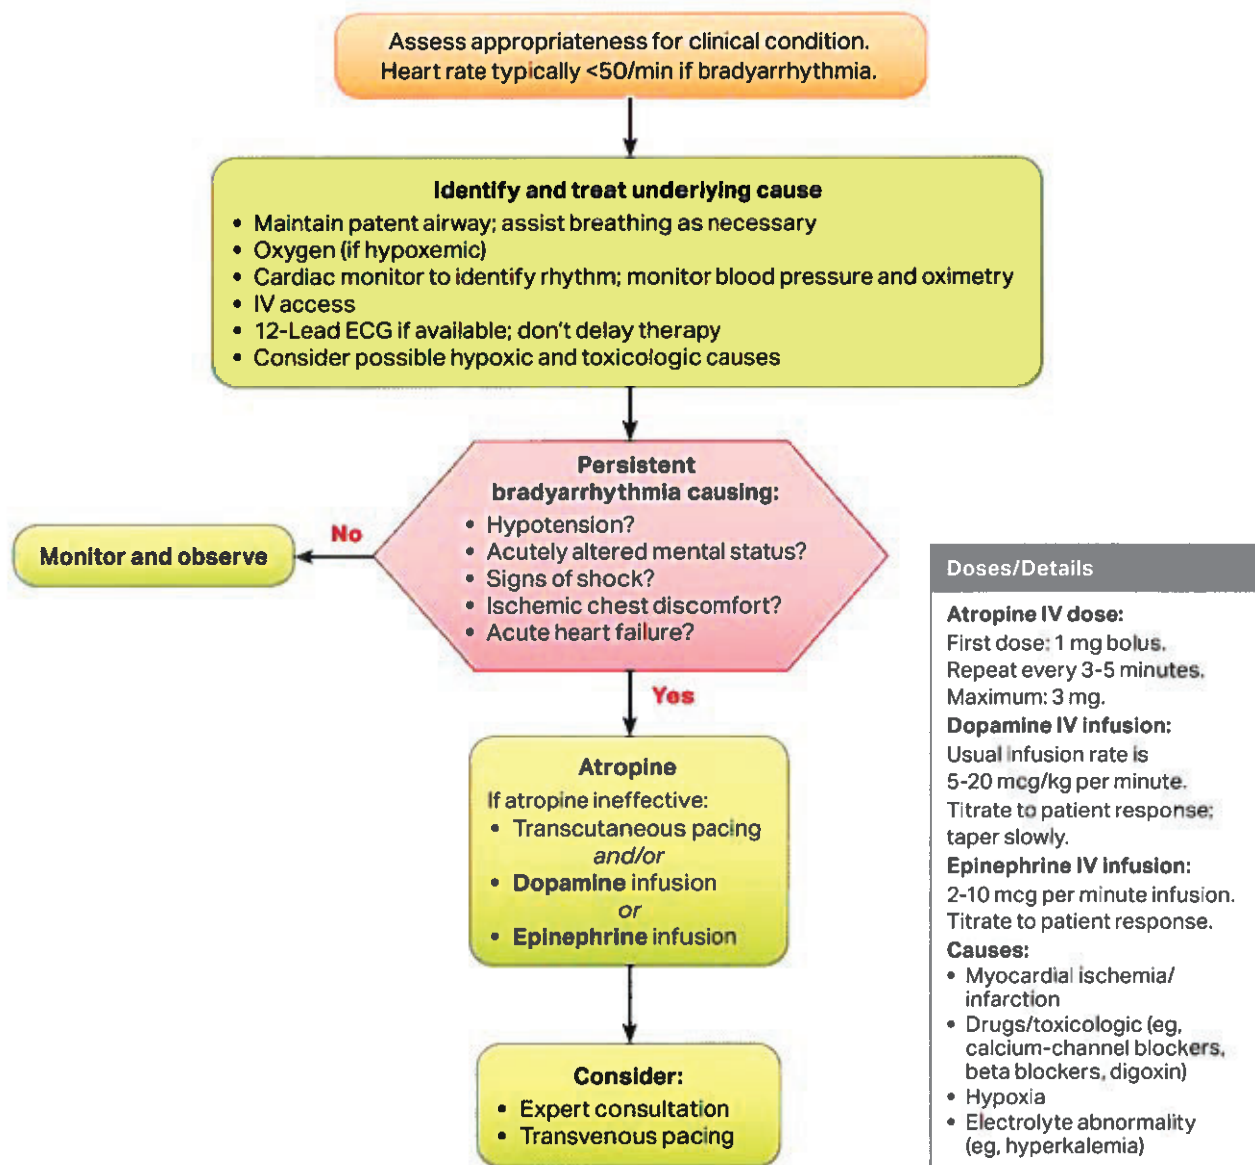 Assess appropriateness for clinical condition.
Heart rate typically <50/min if bradyarrhythmia.
Identify and treat underlying cause
• Maintain patent airway; assist breathing as necessary
• Oxygen (if hypoxemic)
• Cardiac monitor to identify rhythm; monitor blood pressure and oximetry
• IV access
• 12-Lead ECG if available; don't delay therapy
• Consider possible hypoxic and toxicologic causes
Persistent
bradyarrhythmia causing:
• Hypotension?
• Acutely altered mental status?
• Signs of shock?
• Ischemic chest discomfort?
• Acute heart failure?
No
Monitor and observe
Yes
Atropine
If atropine ineffective:
• Transcutaneous pacing
and/or
• Dopamine infusion
or
• Epinephrine infusion
Consider:
• Expert consultation
• Transvenous pacing
Doses/Details
Atropine IV dose:
First dose: 1 mg bolus.
Repeat every 3-5 minutes.
Maximum: 3 mg.
Dopamine IV infusion:
Usual infusion rate is
5-20 mcg/kg per minute.
Titrate to patient response;
taper slowly.
Epinephrine IV infusion:
2-10 mcg per minute infusion.
Titrate to patient response.
Causes:
• Myocardial ischemia/
infarction
• Drugs/toxicologic (eg,
calcium-channel blockers,
beta blockers, digoxin)
• Hypoxia
• Electrolyte abnormality
(eg, hyperkalemia)